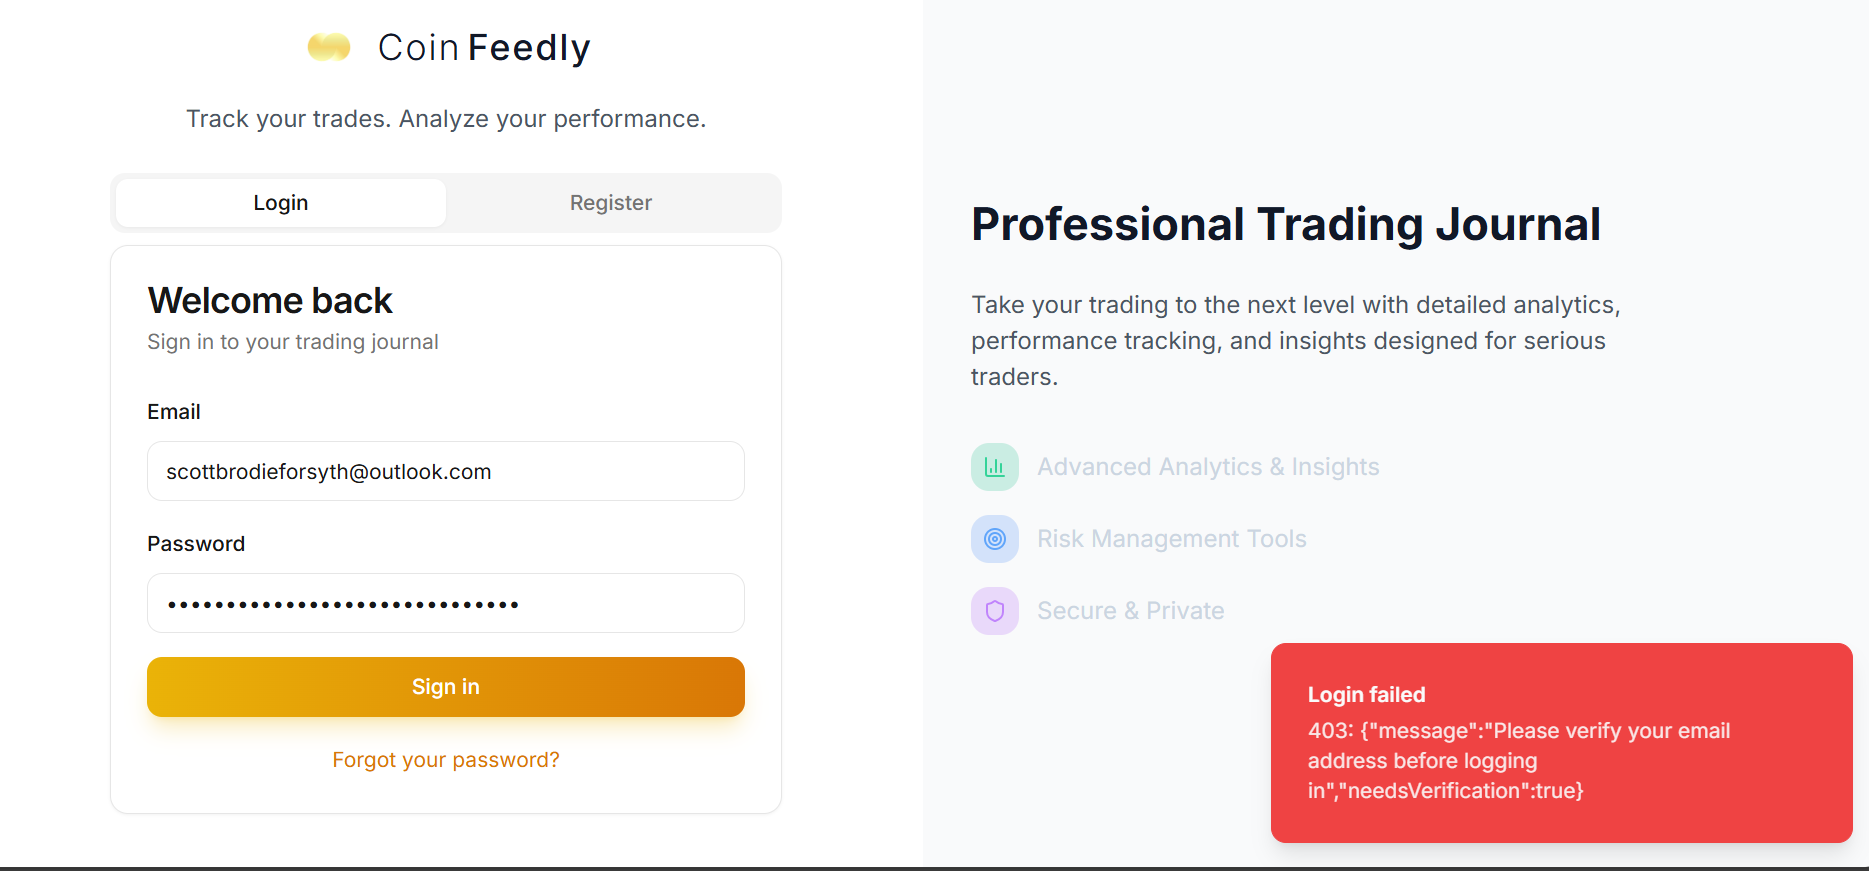 Coin Feedly
Track your trades. Analyze your performance.
Login
Register
Welcome back
Sign in to your trading journal
Email
scottbrodieforsyth@outlook.com
Password
••••••••••••••••••••••••••••••
Sign in
Forgot your password?
Professional Trading Journal
Take your trading to the next level with detailed analytics,
performance tracking, and insights designed for serious
traders.
Advanced Analytics & Insights
Risk Management Tools
Secure & Private
Login failed
403: {"message":"Please verify your email
address before logging
in","needsVerification":true}